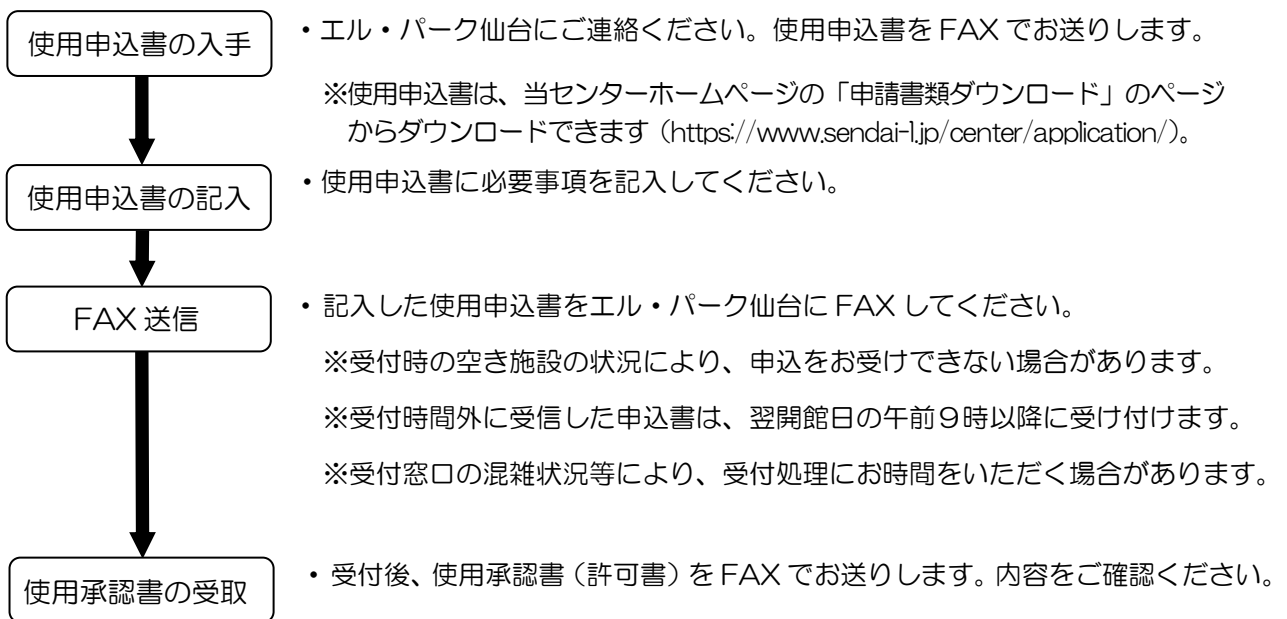 使用申込書の入手
・エル・パーク仙台にご連絡ください。使用申込書を FAX でお送りします。
※使用申込書は、当センターホームページの「申請書類ダウンロード」のページ
からダウンロードできます（https://www.sendai-l.jp/center/application/）。
使用申込書の記入
・使用申込書に必要事項を記入してください。
FAX 送信
・記入した使用申込書をエル・パーク仙台に FAX してください。
※受付時の空き施設の状況により、申込をお受けできない場合があります。
※受付時間外に受信した申込書は、翌開館日の午前９時以降に受け付けます。
※受付窓口の混雑状況等により、受付処理にお時間をいただく場合があります。
使用承認書の受取
・受付後、使用承認書（許可書）を FAX でお送りします。内容をご確認ください。